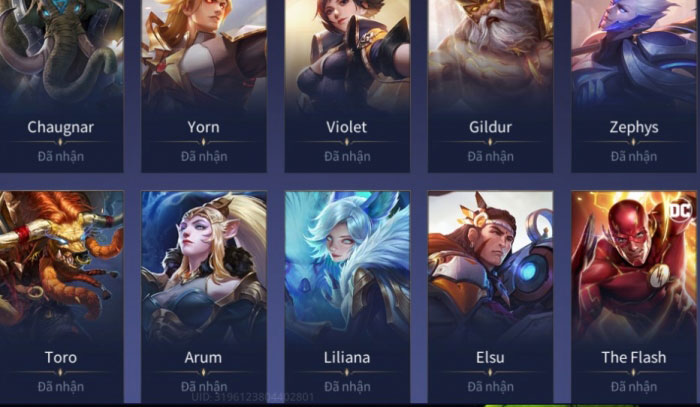 Chaugnar Yorn Violet Gildur Zephys
Đã nhận Đã nhận Đã nhận Đã nhận Đã nhận
DC
Toro Arum Liliana Elsu The Flash
Đã nhận Đã nhận Đã nhận Đã nhận Đã nhận
UID-3196123804402801